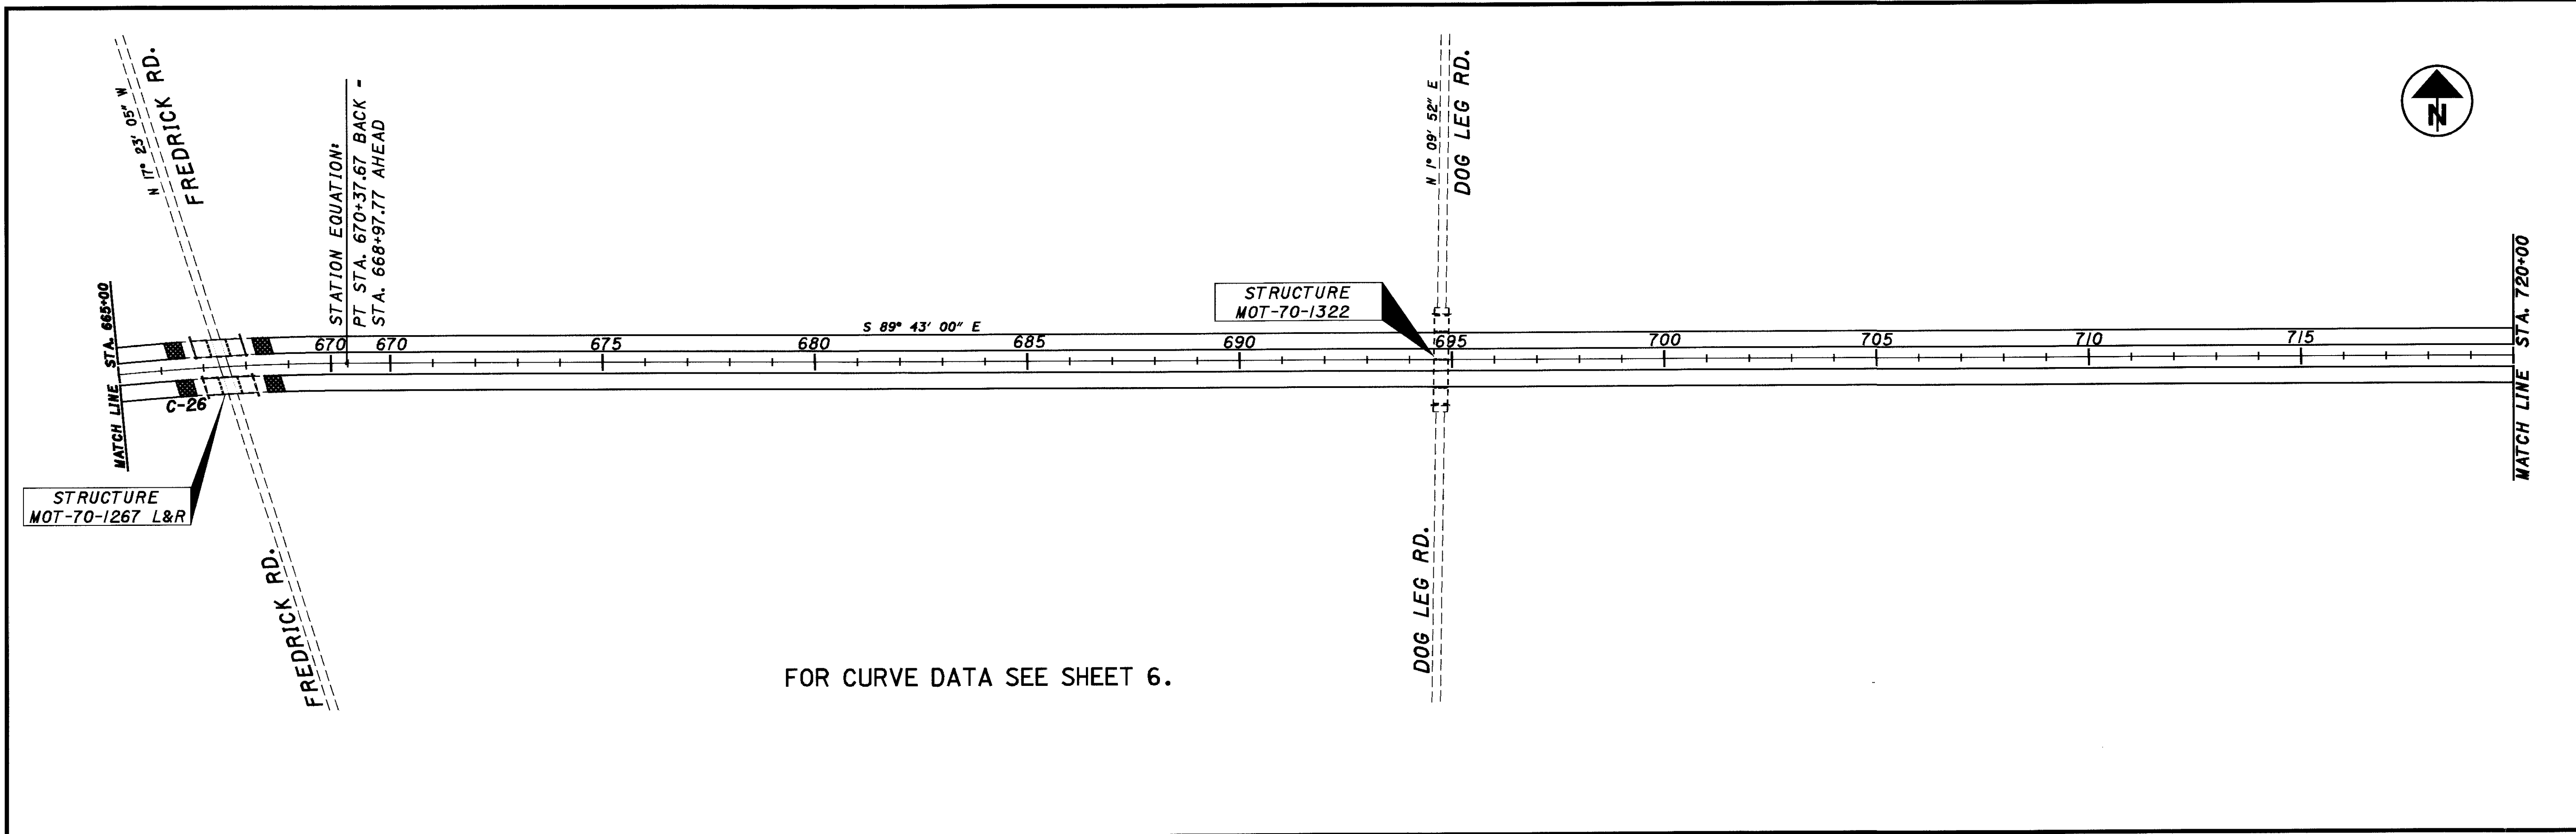 FREDRICK RD.
N 17° 23' 05" W
STATION EQUATION:
PT STA. 670+37.67 BACK =
STA. 668+97.77 AHEAD
N 1° 09' 52" E
DOG LEG RD.
N
MATCH LINE STA. 665+00
STRUCTURE
MOT-70-1322
S 89° 43' 00" E
670 670 675 680 685 690 695 700 705 710 715
MATCH LINE STA. 720+00
C-26
STRUCTURE
MOT-70-1267 L&R
FREDRICK RD.
DOG LEG RD.
FOR CURVE DATA SEE SHEET 6.